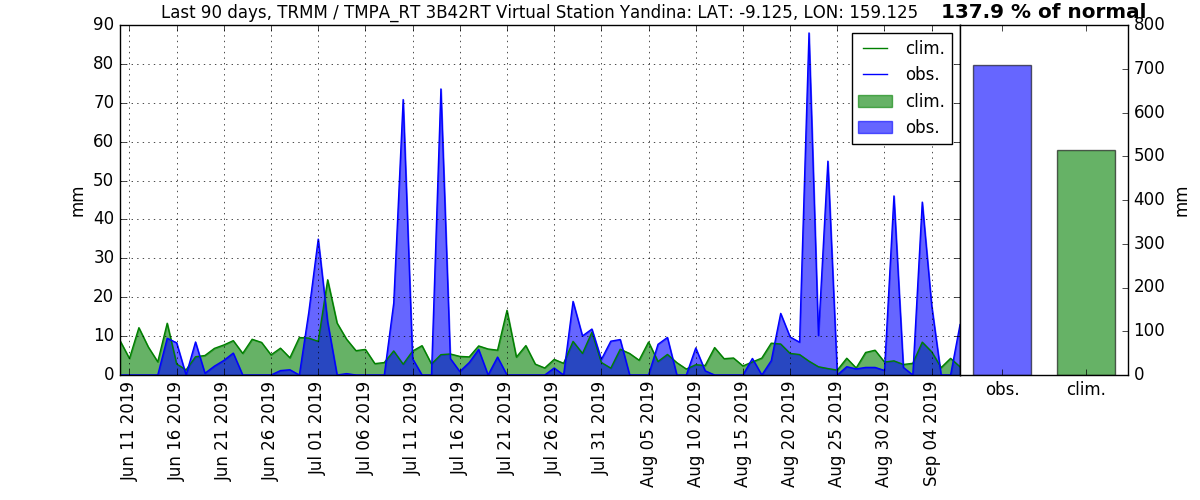 Last 90 days, TRMM / TMPA_RT 3B42RT Virtual Station Yandina: LAT: -9.125, LON: 159.125
137.9 % of normal
90
80
70
60
50
40
30
20
10
0
mm
clim.
obs.
clim.
obs.
800
700
600
500
400
300
200
100
0
mm
Jun 11 2019
Jun 16 2019
Jun 21 2019
Jun 26 2019
Jul 01 2019
Jul 06 2019
Jul 11 2019
Jul 16 2019
Jul 21 2019
Jul 26 2019
Jul 31 2019
Aug 05 2019
Aug 10 2019
Aug 15 2019
Aug 20 2019
Aug 25 2019
Aug 30 2019
Sep 04 2019
obs.
clim.